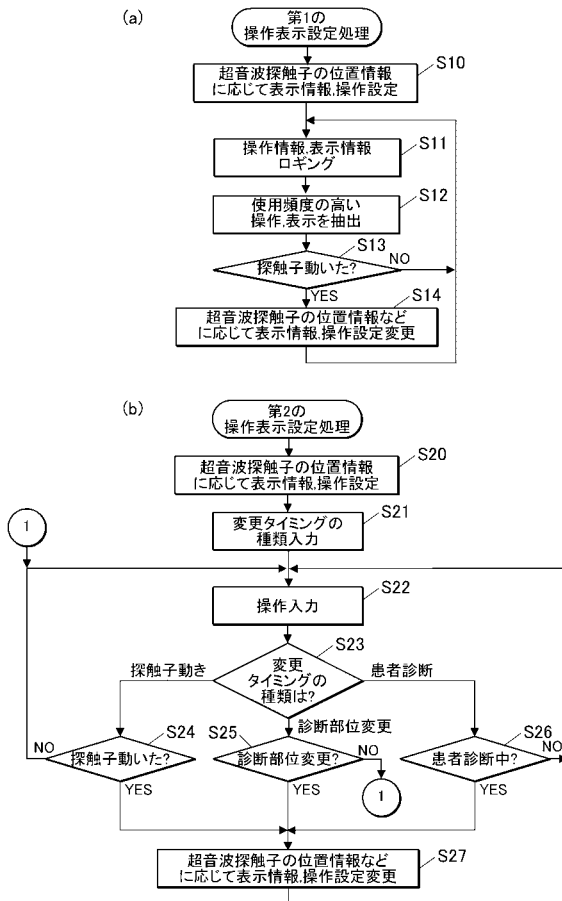 (a)
第1の
操作表示設定処理
S10
超音波探触子の位置情報
に応じて表示情報,操作設定
操作情報,表示情報
ロギング
S11
使用頻度の高い
操作,表示を抽出
S12
S13
探触子動いた?
NO
YES
S14
超音波探触子の位置情報など
に応じて表示情報,操作設定変更
(b)
第2の
操作表示設定処理
S20
超音波探触子の位置情報
に応じて表示情報,操作設定
S21
変更タイミングの
種類入力
1
S22
操作入力
S23
変更
タイミングの
種類は?
探触子動き
患者診断
診断部位変更
S24
探触子動いた?
NO
YES
S25
診断部位変更?
NO
YES
1
S26
患者診断中?
NO
YES
S27
超音波探触子の位置情報など
に応じて表示情報,操作設定変更